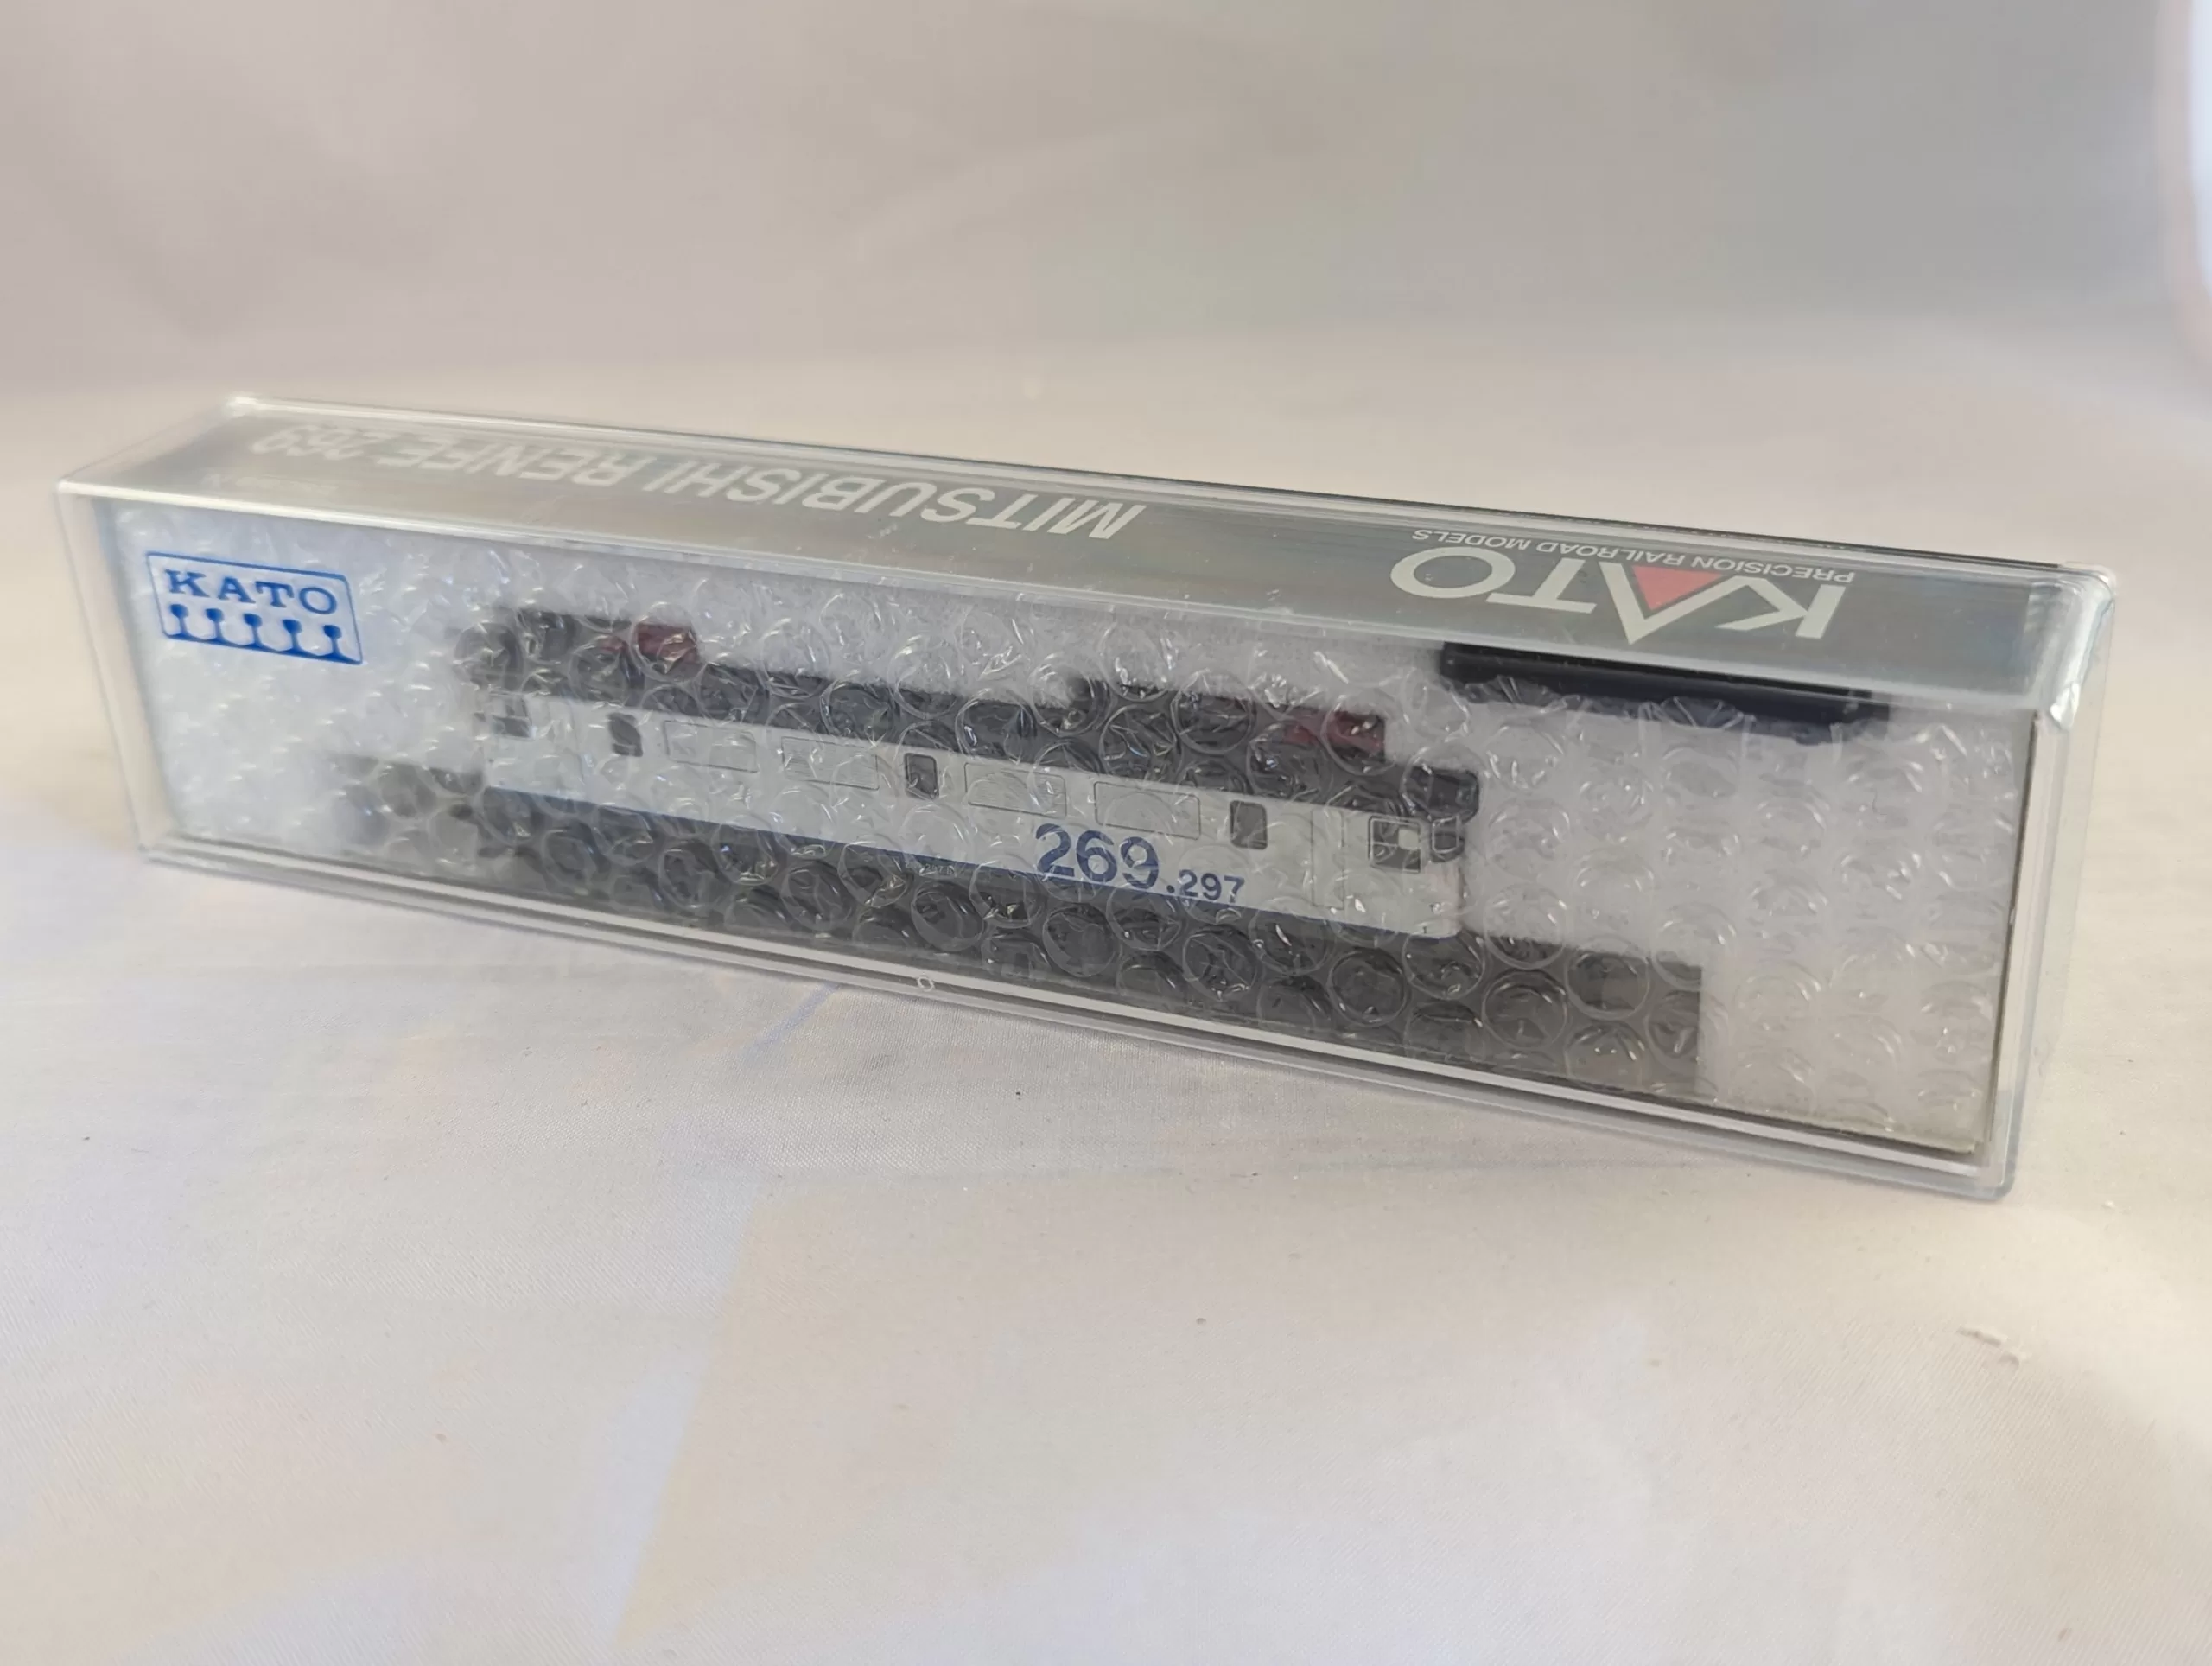 MITSUBISHI RENFE 269
KATO
PRECISION RAILROAD MODELS
KATO
269.297